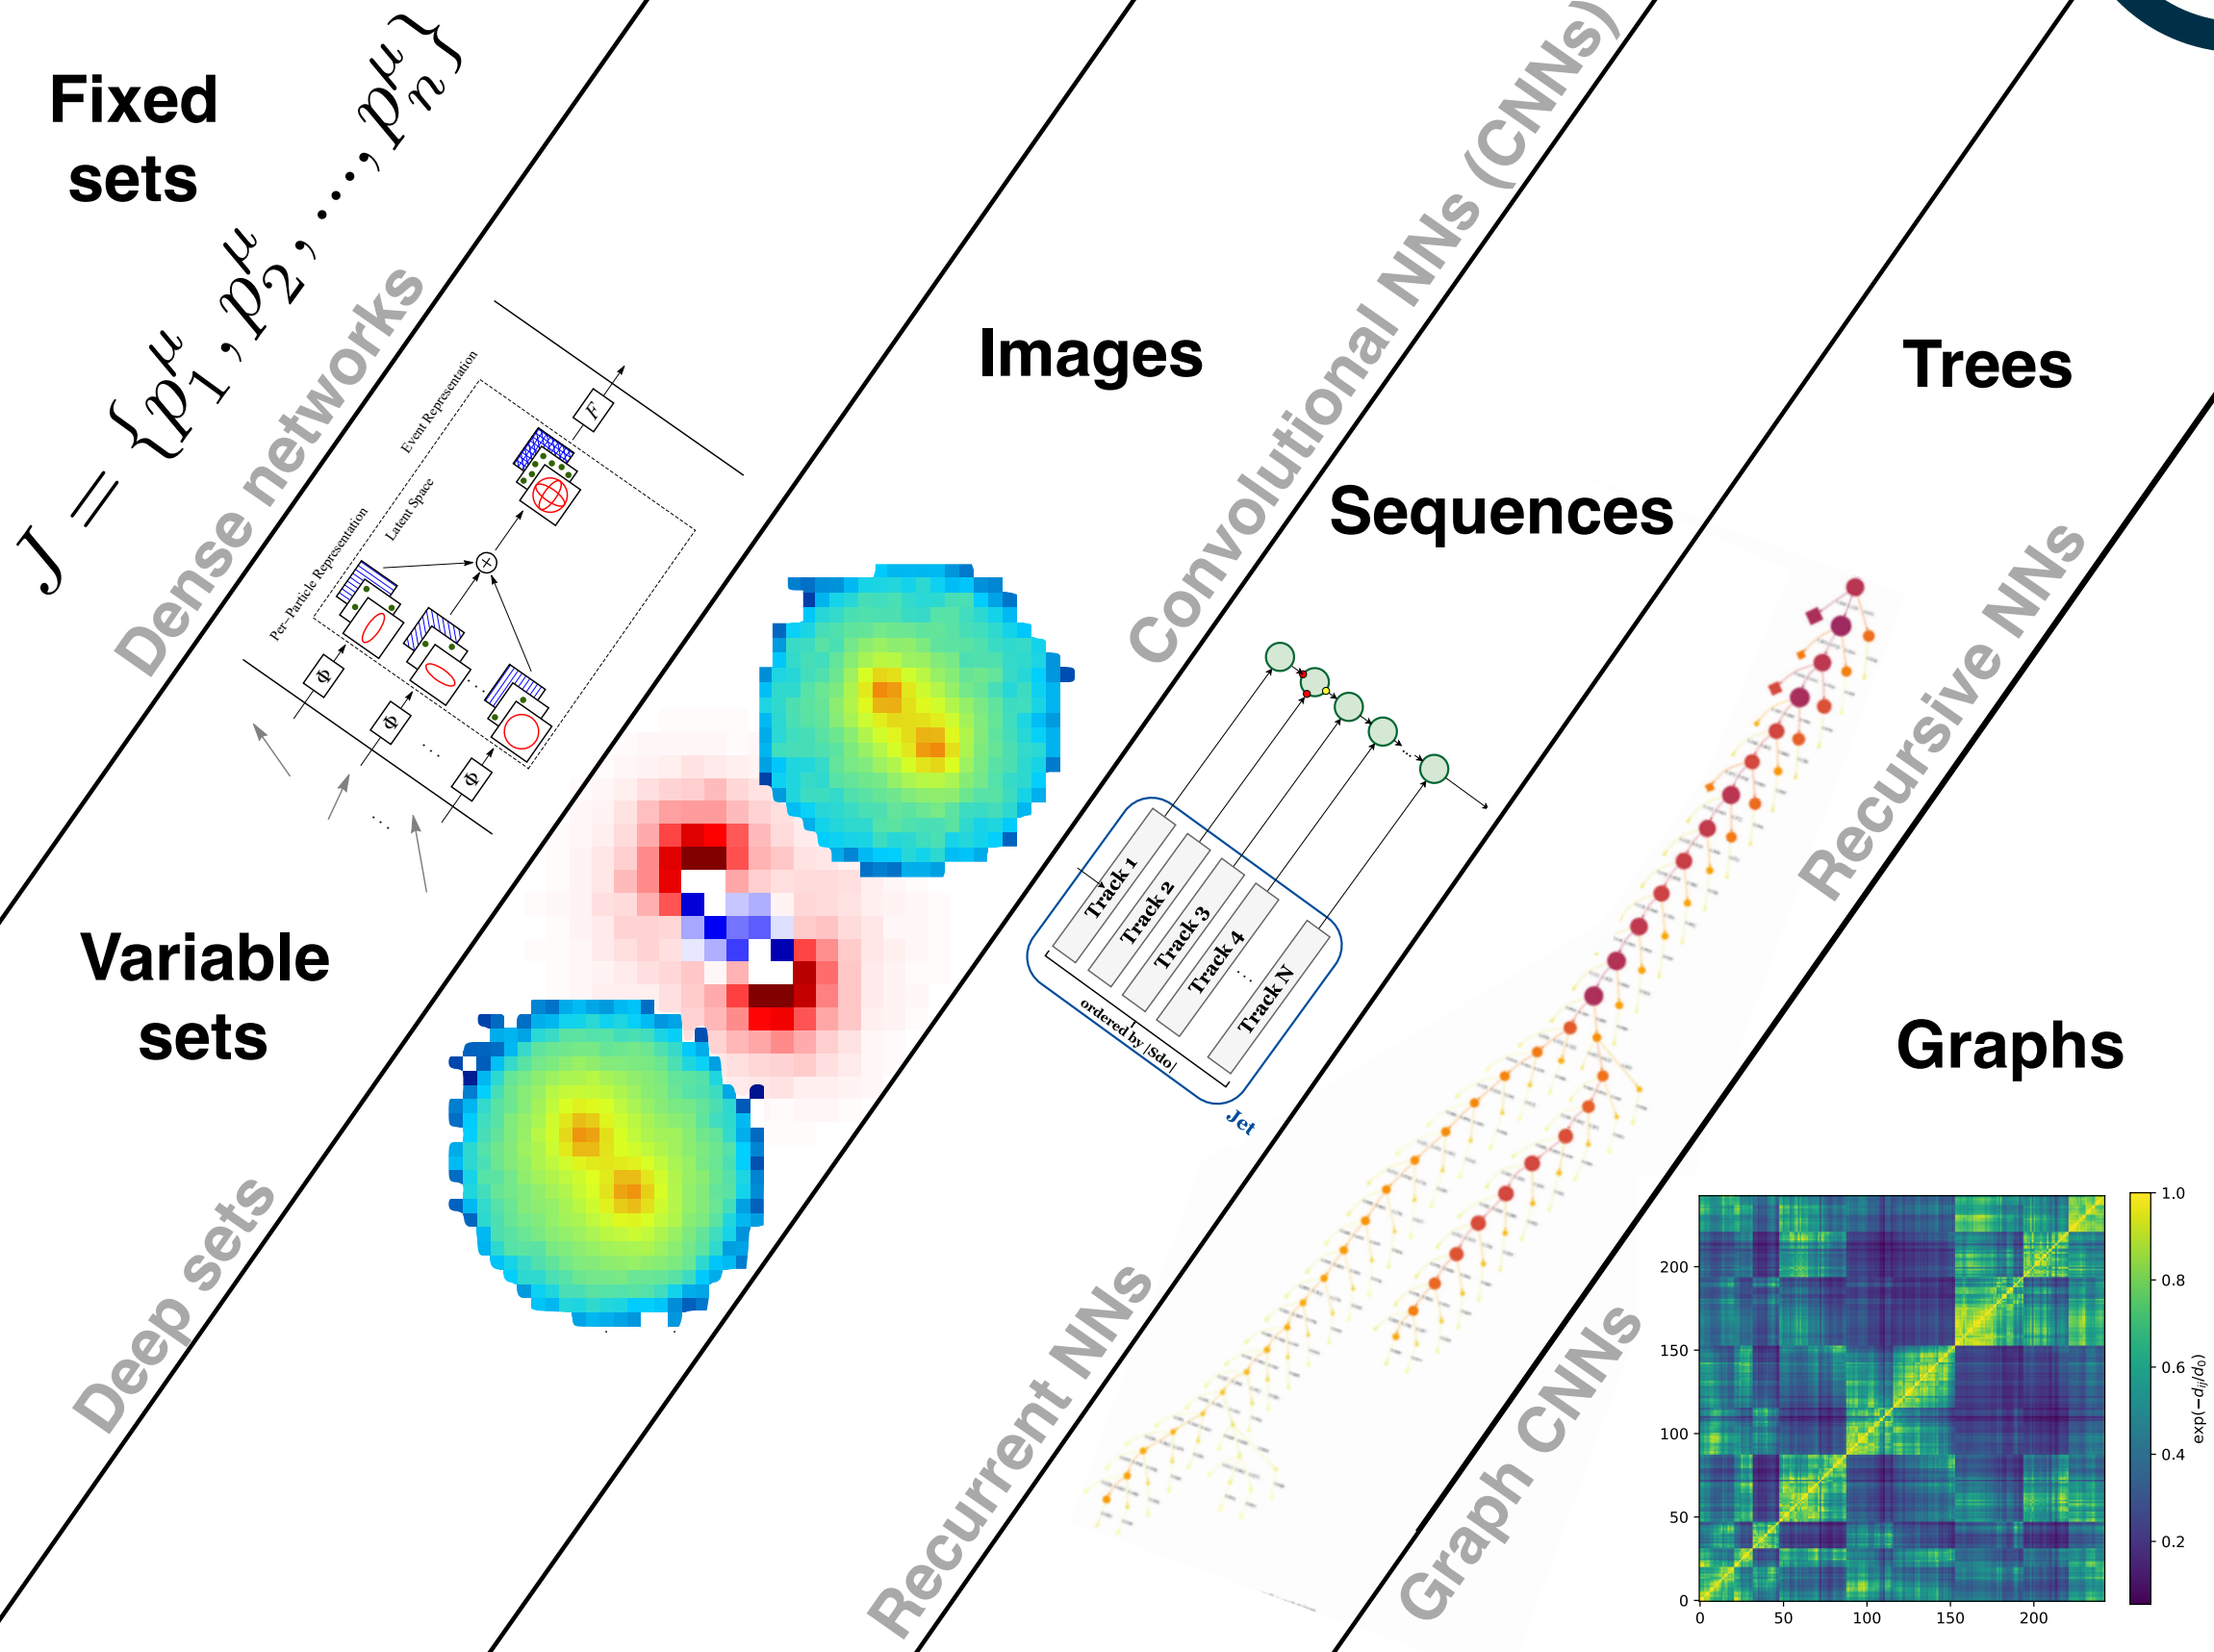 Fixed
sets
J = {p₁^μ, p₂^μ, ..., pₙ^μ}
Dense networks
Variable
sets
Deep sets
Per−Particle Representation
Event Representation
Latent Space
Φ
Φ
Φ
F
Images
Convolutional NNs (CNNs)
Sequences
Recurrent NNs
Track 1
Track 2
Track 3
Track 4
Track N
ordered by |Sd0|
Jet
Trees
Recursive NNs
Graphs
Graph CNNs
200
150
100
50
0
0 50 100 150 200
1.0
0.8
0.6
0.4
0.2
exp(−d_ij/d_0)